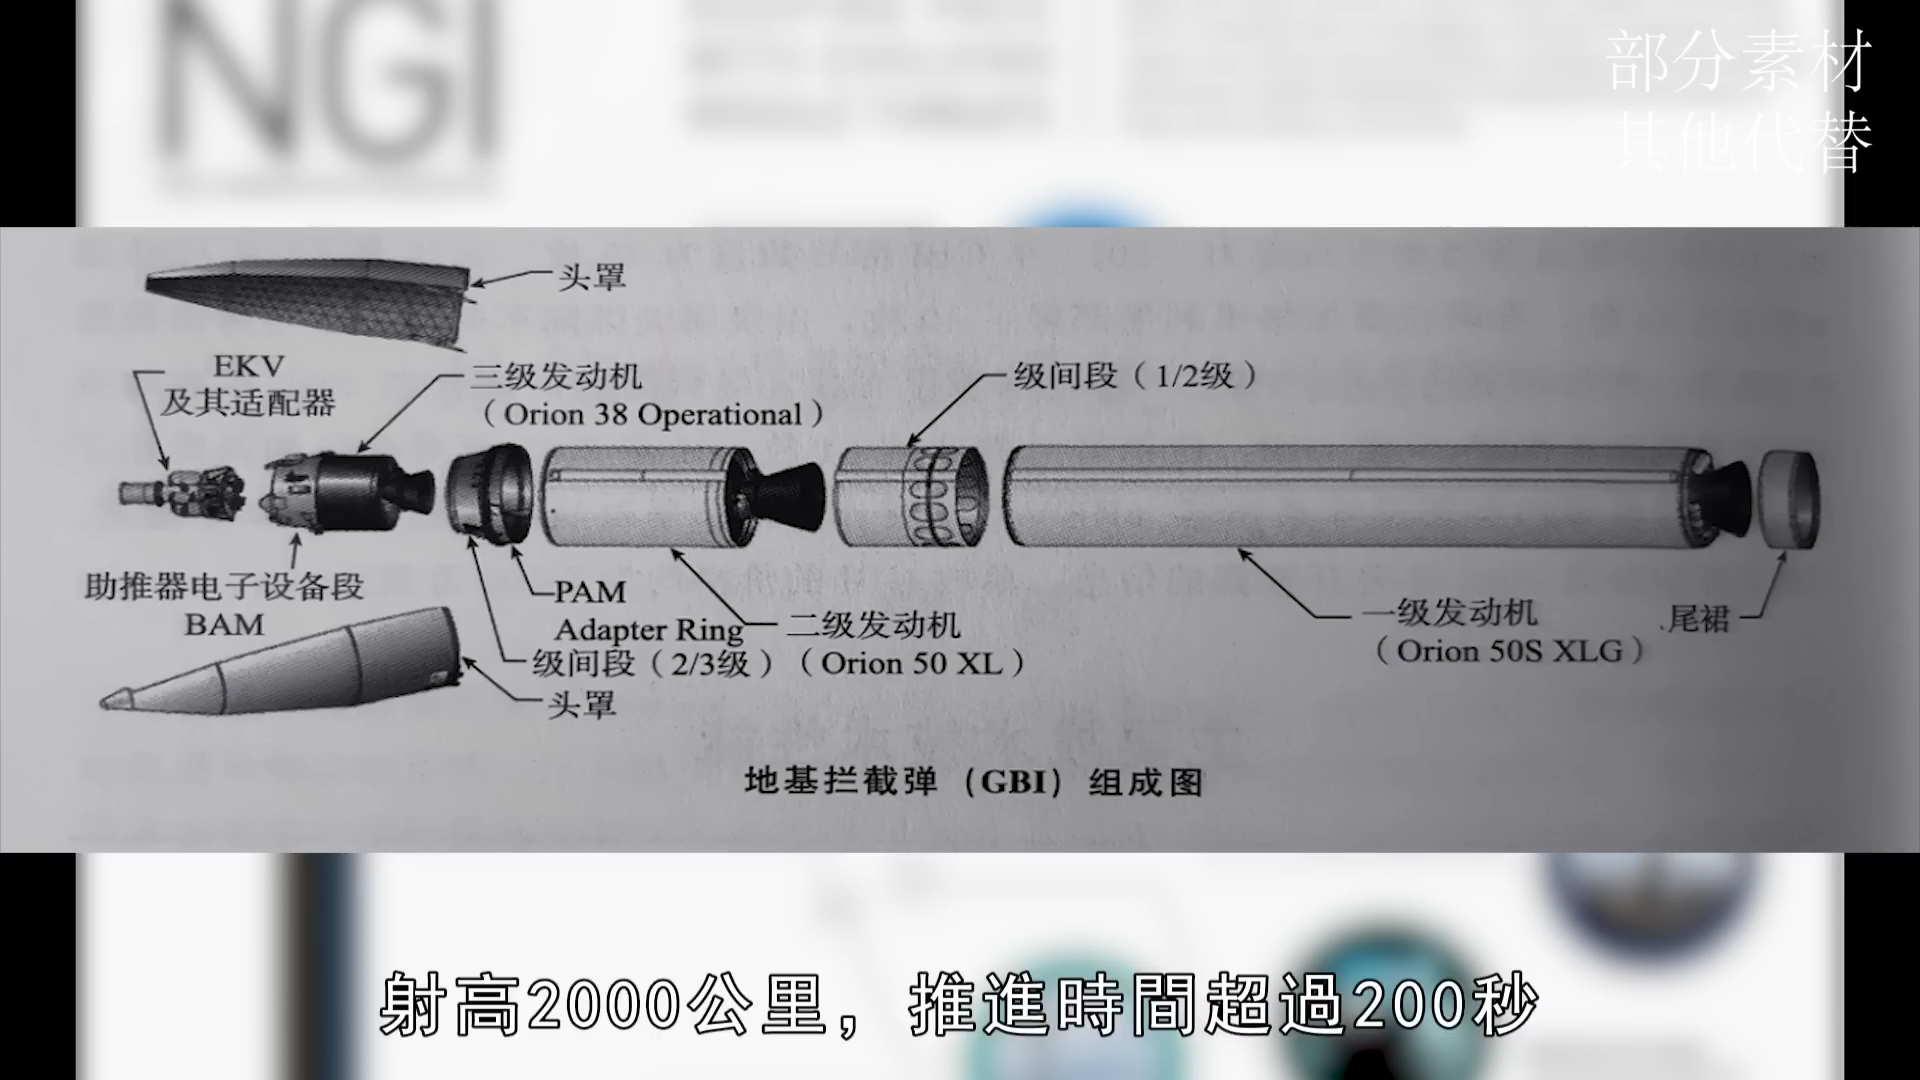 NGI
部分素材
其他代替
头罩
EKV
及其适配器
三级发动机
（Orion 38 Operational）
级间段（1/2级）
助推器电子设备段
BAM
PAM
Adapter Ring
级间段（2/3级）
二级发动机
（Orion 50 XL）
一级发动机
（Orion 50S XLG）
尾裙
头罩
地基拦截弹（GBI）组成图
射高2000公里，推進時間超過200秒